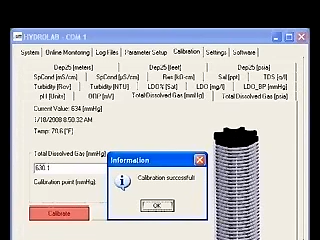 HYDROLAB - COM 1
System Online Monitoring Log Files Parameter Setup Calibration Settings Software
Dep25 [meters] Dep25 [feet] Dep25 [psia]
SpCond [mS/cm] SpCond [µS/cm] Res [kΩ-cm] Sal [ppt] TDS [g/l]
Turbidity [Rev] Turbidity [NTU] LDO% [Sat] LDO [mg/l] LDO_BP [mmHg]
pH [Units] ORP [mV] Total Dissolved Gas [mmHg] Total Dissolved Gas [psia]
Current Value: 634 [mmHg]
1/18/2008 8:50:32 AM
Temp: 70.6 [°F]
Total Dissolved Gas [mmHg]
630.1
Calibration point [mmHg]
Calibrate
Information
Calibration successful!
OK